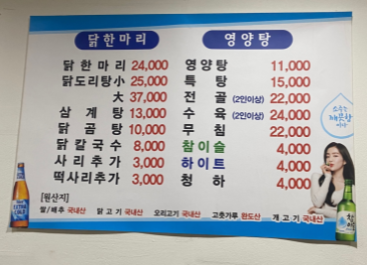 닭한마리
닭한마리 24,000
닭도리탕小 25,000
大 37,000
삼계탕 13,000
닭곰탕 10,000
닭칼국수 8,000
사리추가 3,000
떡사리추가 3,000
영양탕
영양탕 11,000
특탕 15,000
전골 (2인이상) 22,000
수육 (2인이상) 24,000
무침 22,000
참이슬 4,000
하이트 4,000
청하 4,000
[원산지]
쌀/배추 국내산 닭고기 국내산 오리고기 국내산 고춧가루 완도산 개고기 국내산